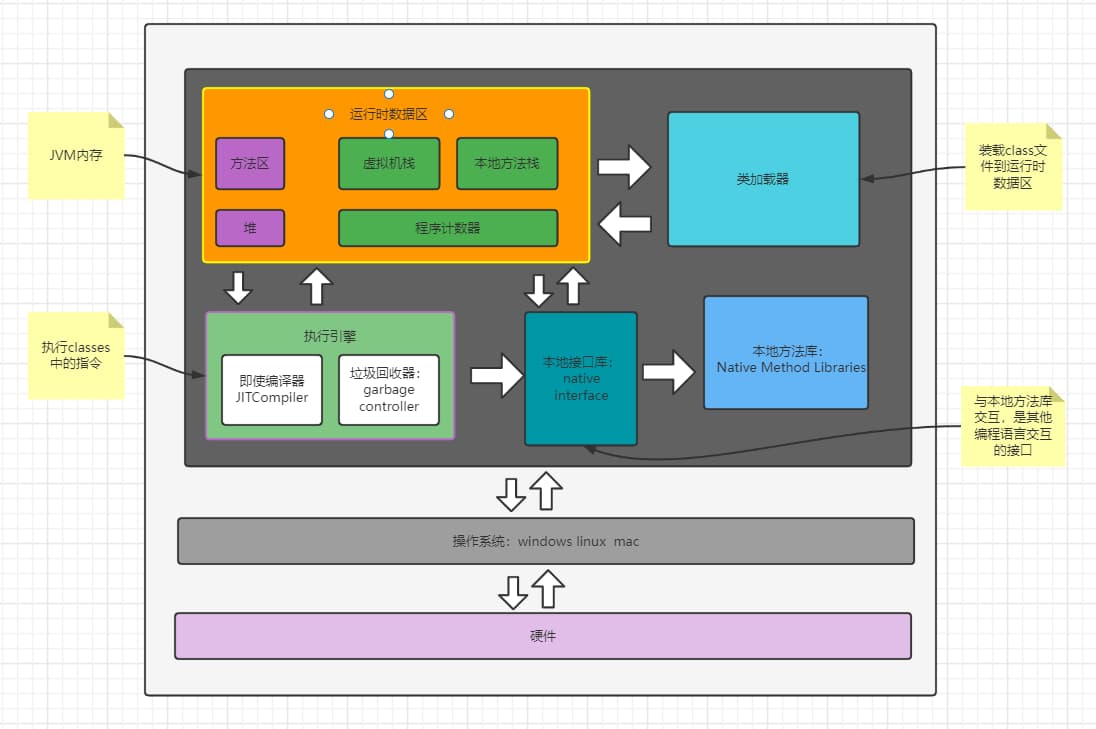 运行时数据区
JVM内存
方法区
虚拟机栈
本地方法栈
堆
程序计数器
类加载器
装载class文
件到运行时
数据区
执行classes
中的指令
执行引擎
即使编译器
JITCompiler
垃圾回收器:
garbage
controller
本地接口库:
native
interface
本地方法库:
Native Method Libraries
与本地方法库
交互，是其他
编程语言交互
的接口
操作系统：windows linux  mac
硬件